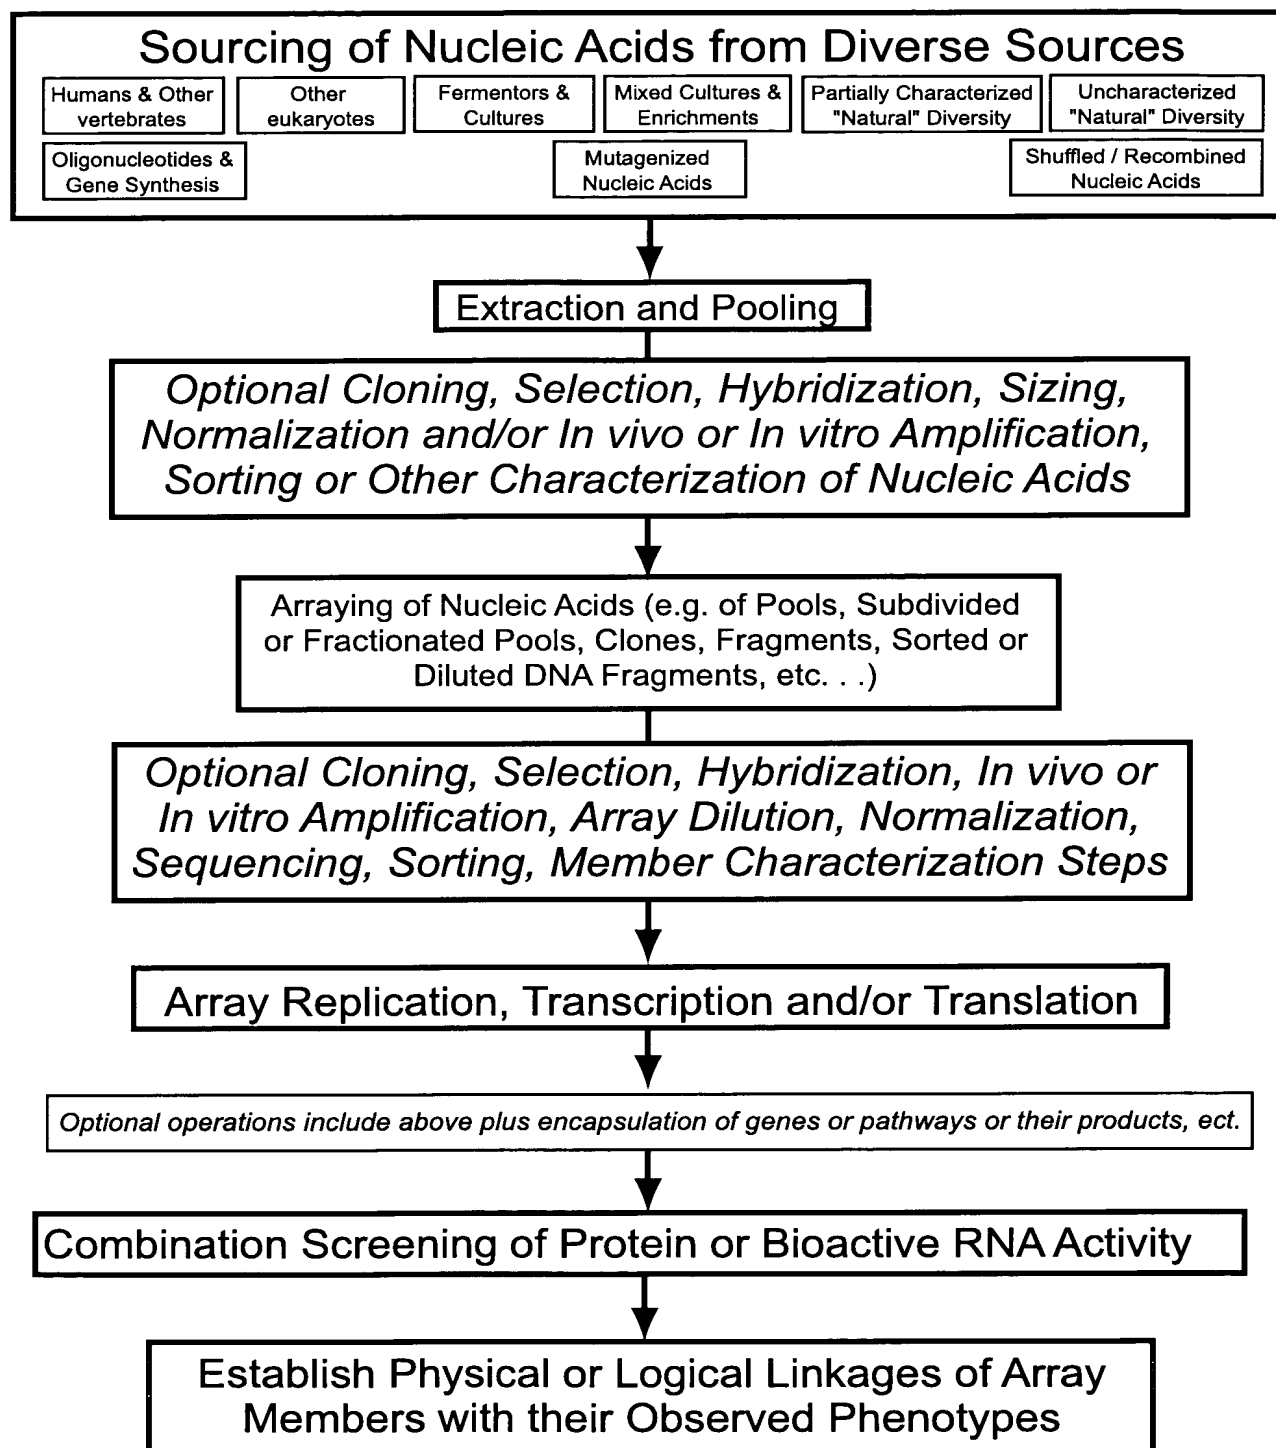 Sourcing of Nucleic Acids from Diverse Sources
Humans & Other
vertebrates
Other
eukaryotes
Fermentors &
Cultures
Mixed Cultures &
Enrichments
Partially Characterized
"Natural" Diversity
Uncharacterized
"Natural" Diversity
Oligonucleotides &
Gene Synthesis
Mutagenized
Nucleic Acids
Shuffled / Recombined
Nucleic Acids
Extraction and Pooling
Optional Cloning, Selection, Hybridization, Sizing,
Normalization and/or In vivo or In vitro Amplification,
Sorting or Other Characterization of Nucleic Acids
Arraying of Nucleic Acids (e.g. of Pools, Subdivided
or Fractionated Pools, Clones, Fragments, Sorted or
Diluted DNA Fragments, etc. . .)
Optional Cloning, Selection, Hybridization, In vivo or
In vitro Amplification, Array Dilution, Normalization,
Sequencing, Sorting, Member Characterization Steps
Array Replication, Transcription and/or Translation
Optional operations include above plus encapsulation of genes or pathways or their products, ect.
Combination Screening of Protein or Bioactive RNA Activity
Establish Physical or Logical Linkages of Array
Members with their Observed Phenotypes